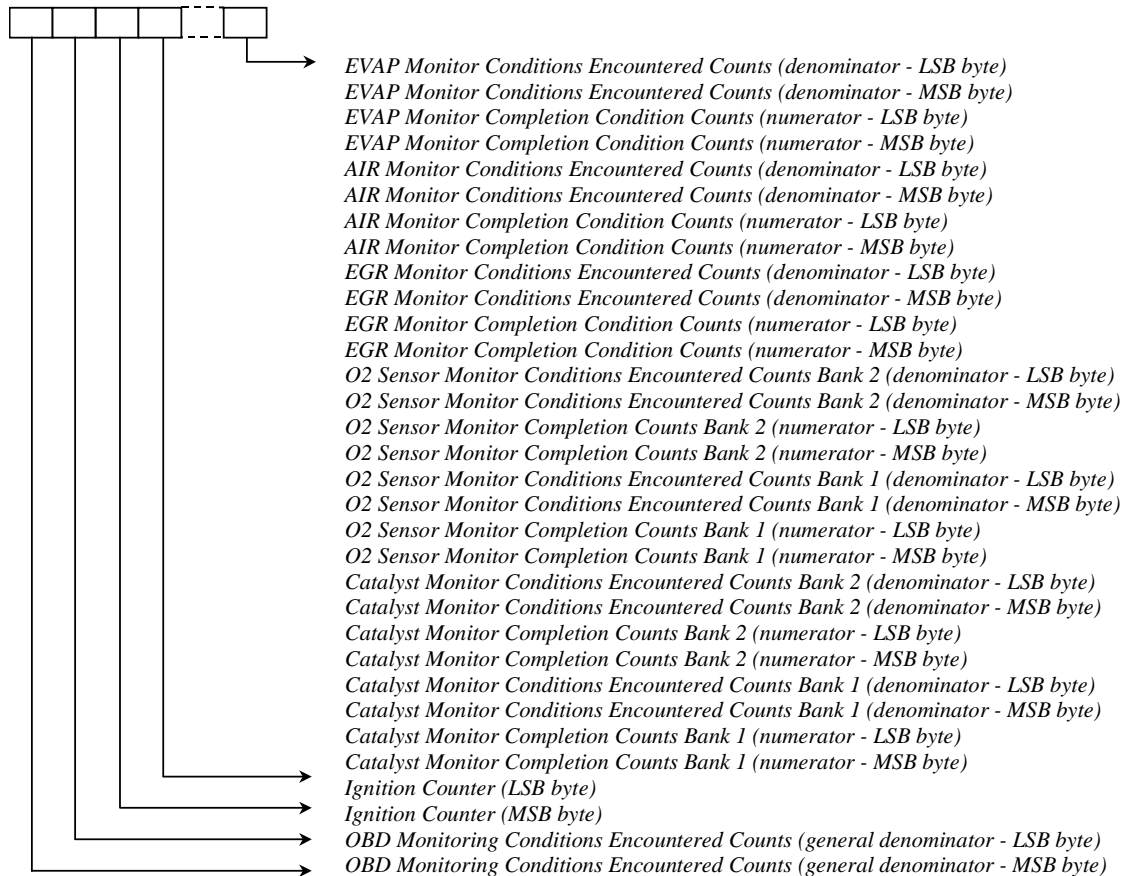 EVAP Monitor Conditions Encountered Counts (denominator - LSB byte)
EVAP Monitor Conditions Encountered Counts (denominator - MSB byte)
EVAP Monitor Completion Condition Counts (numerator - LSB byte)
EVAP Monitor Completion Condition Counts (numerator - MSB byte)
AIR Monitor Conditions Encountered Counts (denominator - LSB byte)
AIR Monitor Conditions Encountered Counts (denominator - MSB byte)
AIR Monitor Completion Condition Counts (numerator - LSB byte)
AIR Monitor Completion Condition Counts (numerator - MSB byte)
EGR Monitor Conditions Encountered Counts (denominator - LSB byte)
EGR Monitor Conditions Encountered Counts (denominator - MSB byte)
EGR Monitor Completion Condition Counts (numerator - LSB byte)
EGR Monitor Completion Condition Counts (numerator - MSB byte)
O2 Sensor Monitor Conditions Encountered Counts Bank 2 (denominator - LSB byte)
O2 Sensor Monitor Conditions Encountered Counts Bank 2 (denominator - MSB byte)
O2 Sensor Monitor Completion Counts Bank 2 (numerator - LSB byte)
O2 Sensor Monitor Completion Counts Bank 2 (numerator - MSB byte)
O2 Sensor Monitor Conditions Encountered Counts Bank 1 (denominator - LSB byte)
O2 Sensor Monitor Conditions Encountered Counts Bank 1 (denominator - MSB byte)
O2 Sensor Monitor Completion Counts Bank 1 (numerator - LSB byte)
O2 Sensor Monitor Completion Counts Bank 1 (numerator - MSB byte)
Catalyst Monitor Conditions Encountered Counts Bank 2 (denominator - LSB byte)
Catalyst Monitor Conditions Encountered Counts Bank 2 (denominator - MSB byte)
Catalyst Monitor Completion Counts Bank 2 (numerator - LSB byte)
Catalyst Monitor Completion Counts Bank 2 (numerator - MSB byte)
Catalyst Monitor Conditions Encountered Counts Bank 1 (denominator - LSB byte)
Catalyst Monitor Conditions Encountered Counts Bank 1 (denominator - MSB byte)
Catalyst Monitor Completion Counts Bank 1 (numerator - LSB byte)
Catalyst Monitor Completion Counts Bank 1 (numerator - MSB byte)
Ignition Counter (LSB byte)
Ignition Counter (MSB byte)
OBD Monitoring Conditions Encountered Counts (general denominator - LSB byte)
OBD Monitoring Conditions Encountered Counts (general denominator - MSB byte)